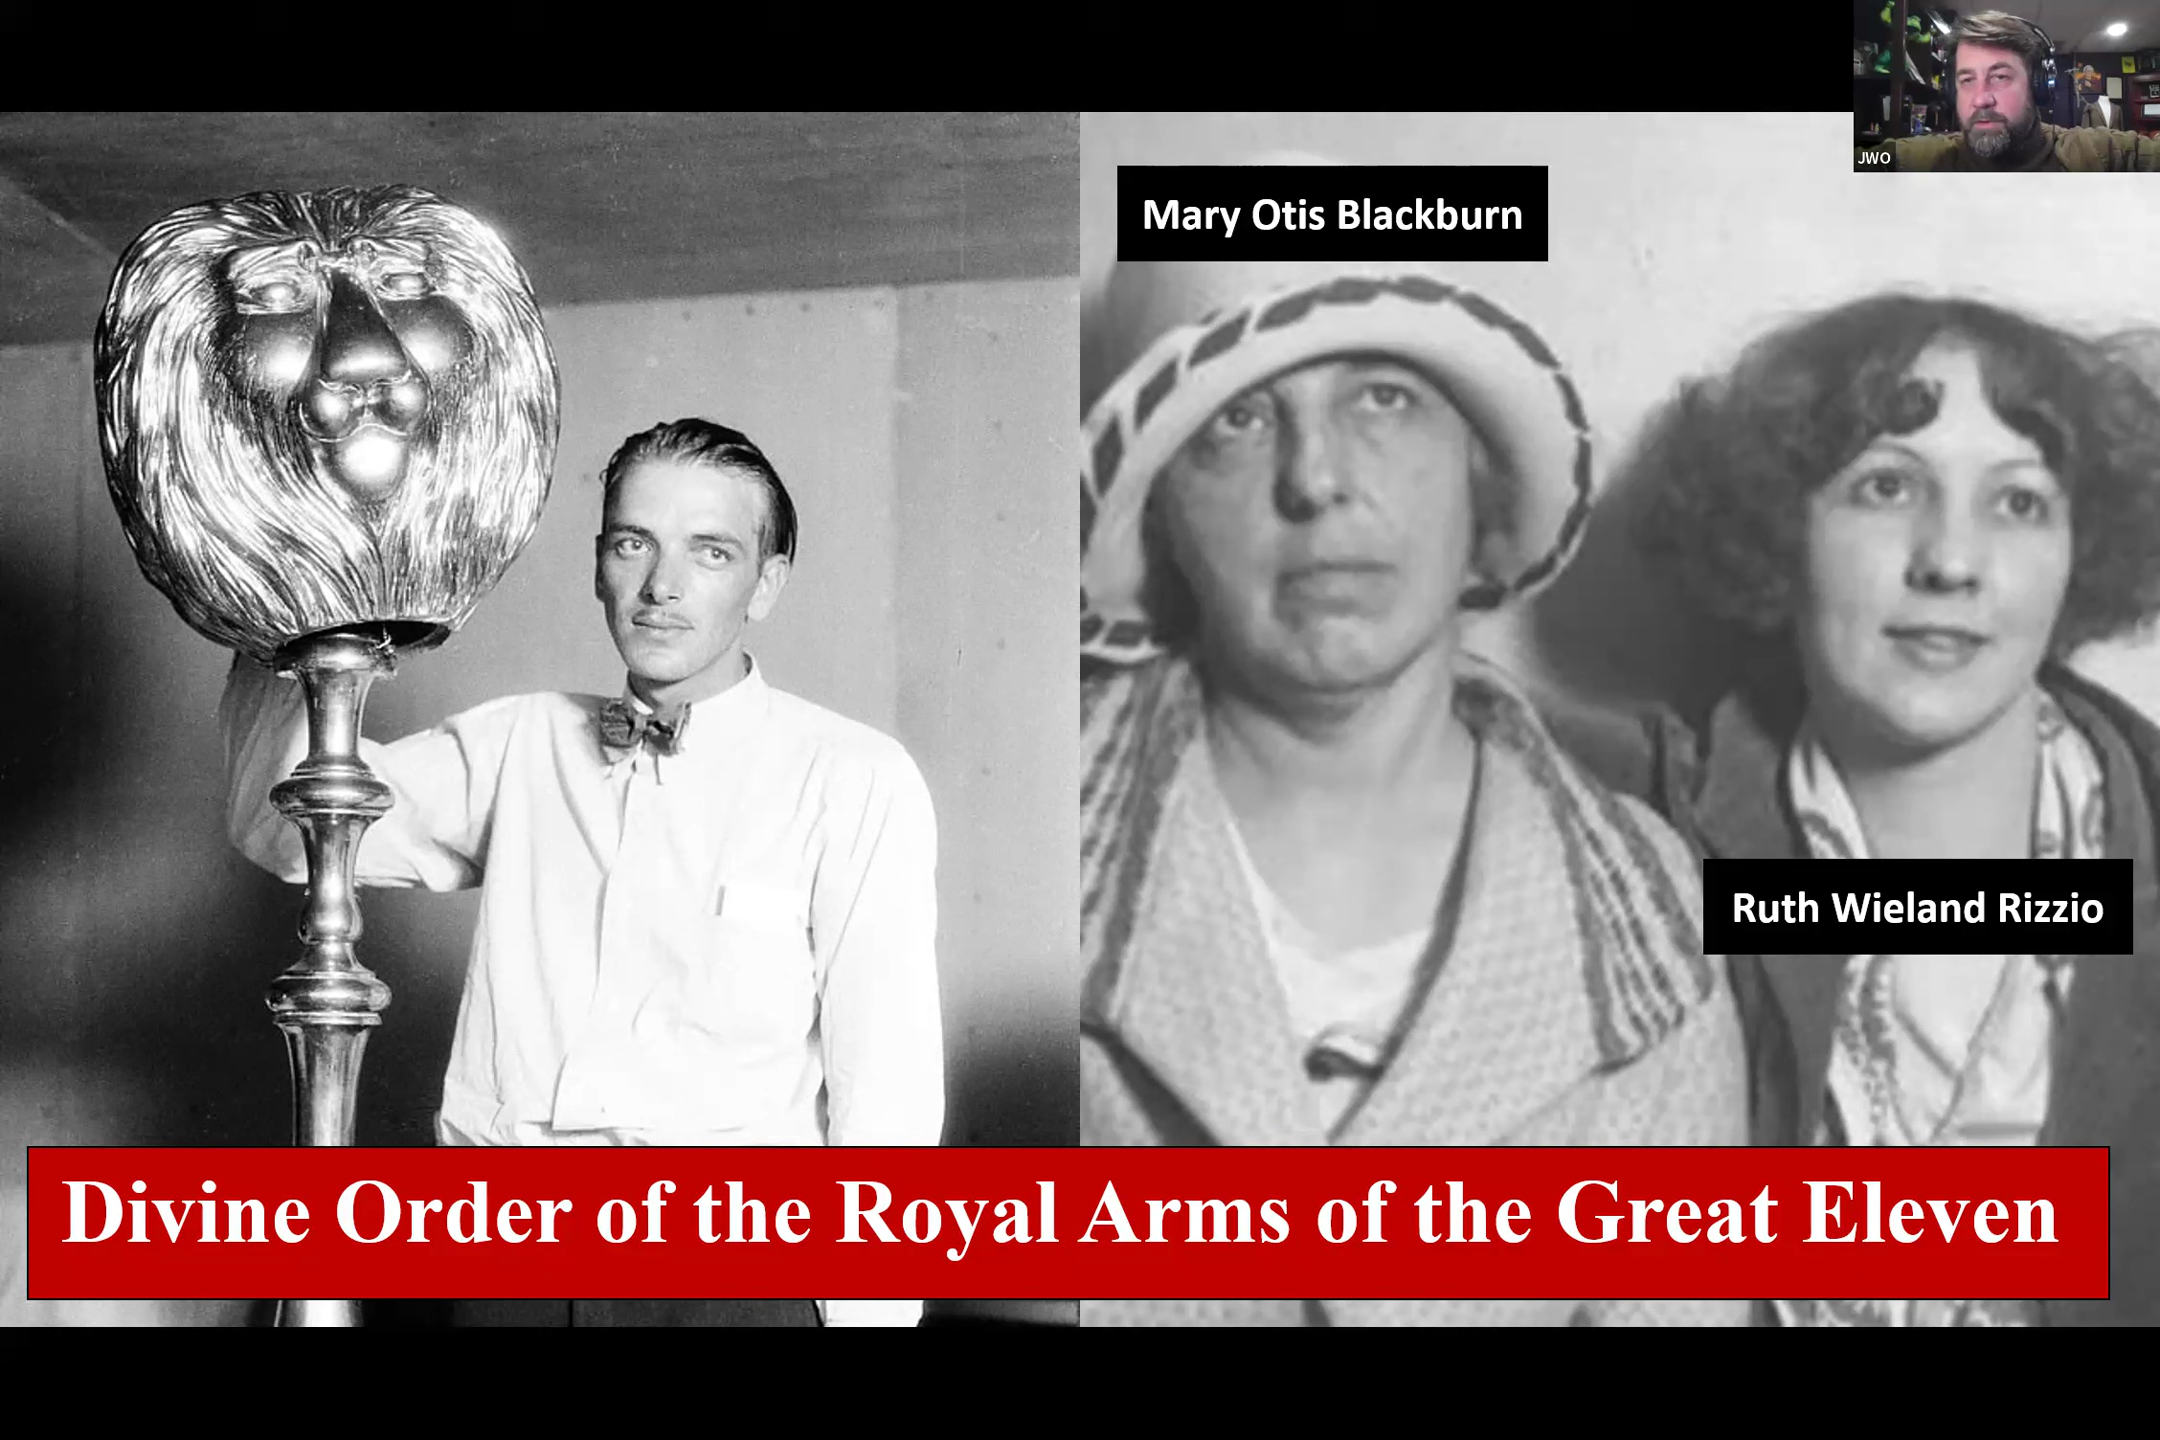 JWO
Mary Otis Blackburn
Ruth Wieland Rizzio
Divine Order of the Royal Arms of the Great Eleven